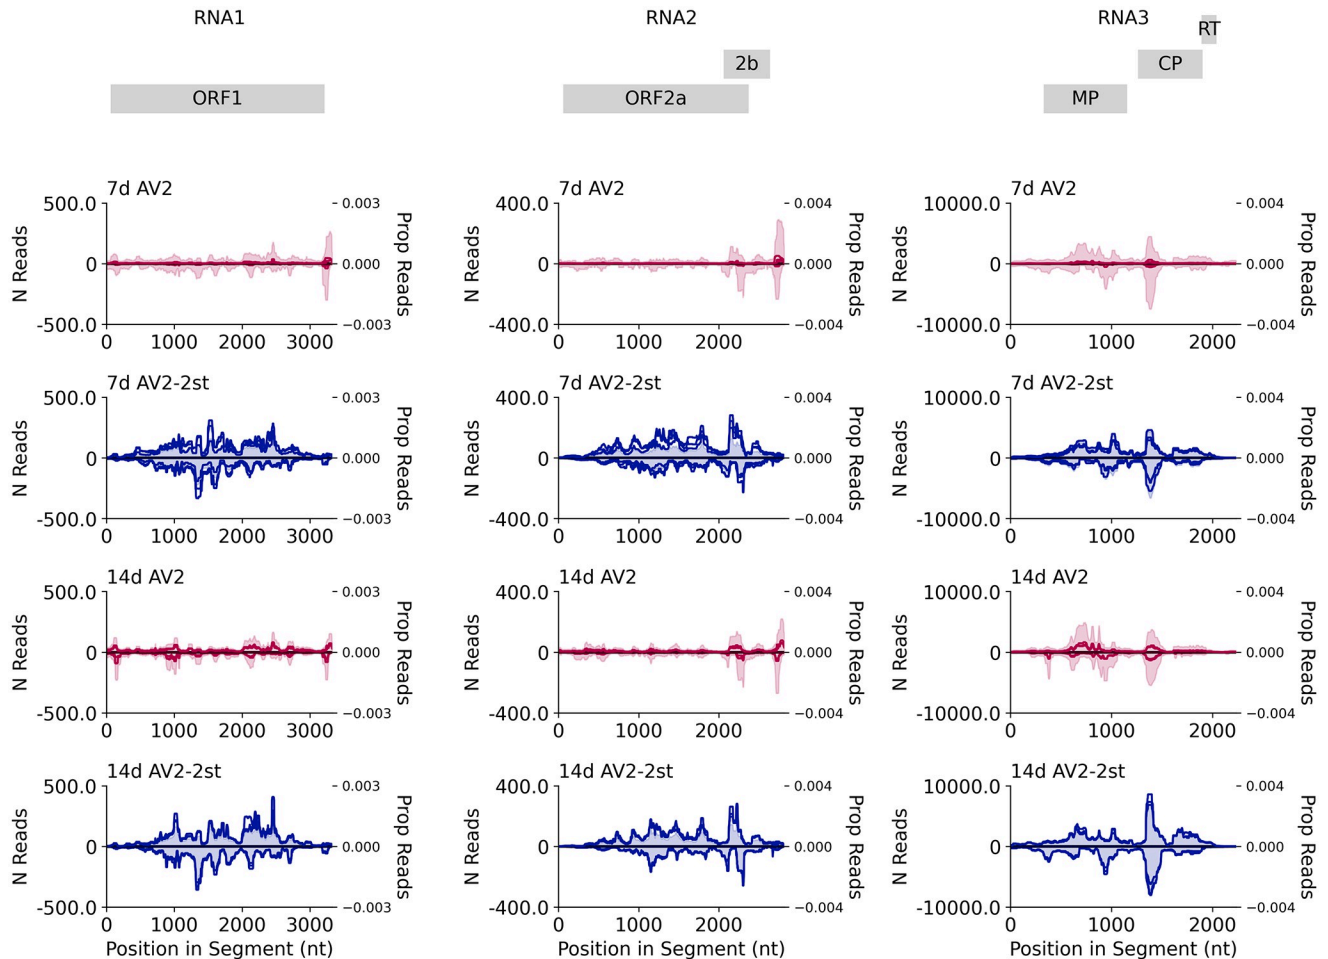 RNA1
RNA2
RNA3
RT
2b
CP
ORF1
ORF2a
MP
7d AV2
7d AV2
7d AV2
500.0
0
-500.0
0.003
0.000
−0.003
N Reads
Prop Reads
0 1000 2000 3000
400.0
0
-400.0
0.004
0.000
−0.004
N Reads
Prop Reads
0 1000 2000
10000.0
0
-10000.0
0.004
0.000
−0.004
N Reads
Prop Reads
0 1000 2000
7d AV2-2st
7d AV2-2st
7d AV2-2st
500.0
0
-500.0
0.003
0.000
−0.003
N Reads
Prop Reads
0 1000 2000 3000
400.0
0
-400.0
0.004
0.000
−0.004
N Reads
Prop Reads
0 1000 2000
10000.0
0
-10000.0
0.004
0.000
−0.004
N Reads
Prop Reads
0 1000 2000
14d AV2
14d AV2
14d AV2
500.0
0
-500.0
0.003
0.000
−0.003
N Reads
Prop Reads
0 1000 2000 3000
400.0
0
-400.0
0.004
0.000
−0.004
N Reads
Prop Reads
0 1000 2000
10000.0
0
-10000.0
0.004
0.000
−0.004
N Reads
Prop Reads
0 1000 2000
14d AV2-2st
14d AV2-2st
14d AV2-2st
500.0
0
-500.0
0.003
0.000
−0.003
N Reads
Prop Reads
0 1000 2000 3000
Position in Segment (nt)
400.0
0
-400.0
0.004
0.000
−0.004
N Reads
Prop Reads
0 1000 2000
Position in Segment (nt)
10000.0
0
-10000.0
0.004
0.000
−0.004
N Reads
Prop Reads
0 1000 2000
Position in Segment (nt)